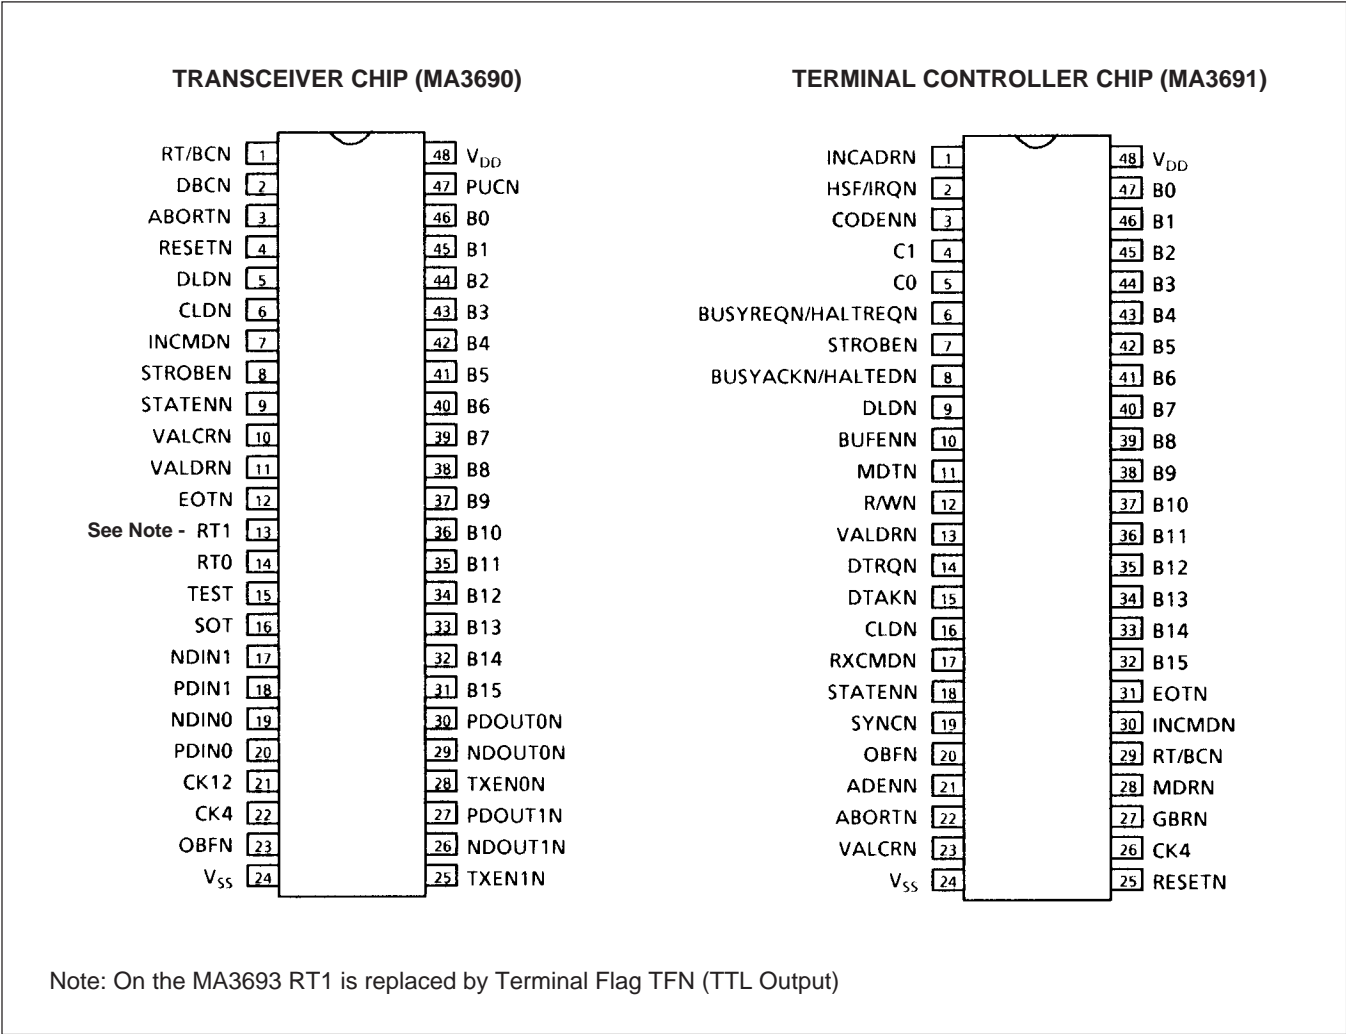 TRANSCEIVER CHIP (MA3690)
RT/BCN 1 48 VDD
DBCN 2 47 PUCN
ABORTN 3 46 B0
RESETN 4 45 B1
DLDN 5 44 B2
CLDN 6 43 B3
INCMDN 7 42 B4
STROBEN 8 41 B5
STATENN 9 40 B6
VALCRN 10 39 B7
VALDRN 11 38 B8
EOTN 12 37 B9
See Note - RT1 13 36 B10
RT0 14 35 B11
TEST 15 34 B12
SOT 16 33 B13
NDIN1 17 32 B14
PDIN1 18 31 B15
NDIN0 19 30 PDOUT0N
PDIN0 20 29 NDOUT0N
CK12 21 28 TXEN0N
CK4 22 27 PDOUT1N
OBFN 23 26 NDOUT1N
VSS 24 25 TXEN1N
TERMINAL CONTROLLER CHIP (MA3691)
INCADRN 1 48 VDD
HSF/IRQN 2 47 B0
CODENN 3 46 B1
C1 4 45 B2
C0 5 44 B3
BUSYREQN/HALTREQN 6 43 B4
STROBEN 7 42 B5
BUSYACKN/HALTEDN 8 41 B6
DLDN 9 40 B7
BUFENN 10 39 B8
MDTN 11 38 B9
R/WN 12 37 B10
VALDRN 13 36 B11
DTRQN 14 35 B12
DTAKN 15 34 B13
CLDN 16 33 B14
RXCMDN 17 32 B15
STATENN 18 31 EOTN
SYNCN 19 30 INCMDN
OBFN 20 29 RT/BCN
ADENN 21 28 MDRN
ABORTN 22 27 GBRN
VALCRN 23 26 CK4
VSS 24 25 RESETN
Note: On the MA3693 RT1 is replaced by Terminal Flag TFN (TTL Output)